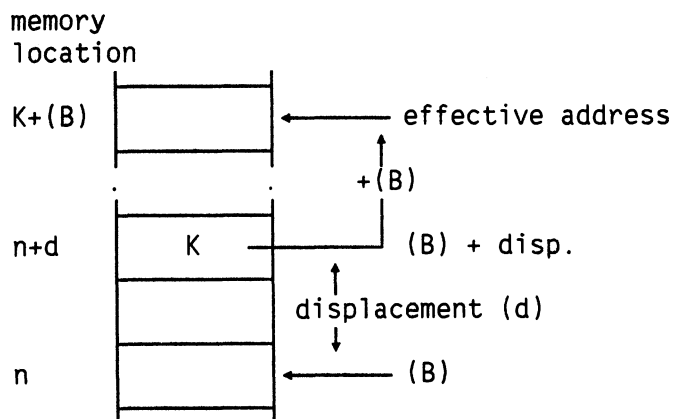 memory
location
K+(B)
effective address
+(B)
n+d
K
(B) + disp.
displacement (d)
n
(B)